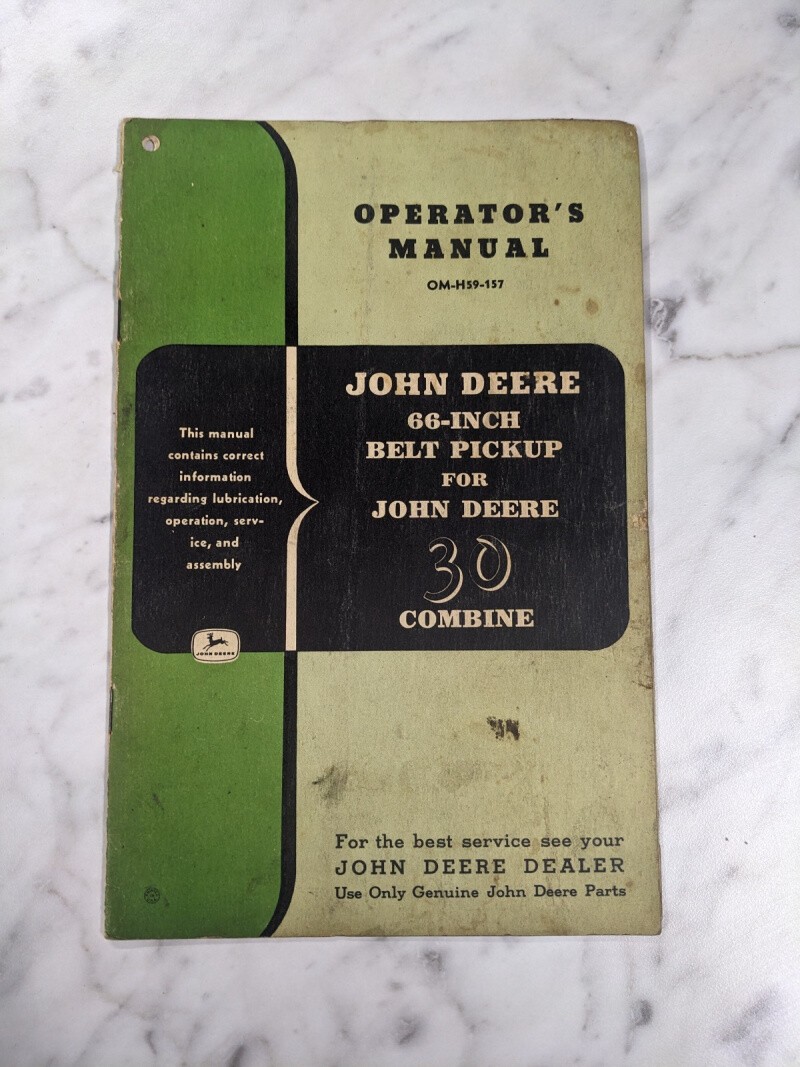 OPERATOR'S
MANUAL
OM-H59-157
This manual
contains correct
information
regarding lubrication,
operation, serv-
ice, and
assembly
JOHN DEERE
66-INCH
BELT PICKUP
FOR
JOHN DEERE
30
COMBINE
JOHN DEERE
For the best service see your
JOHN DEERE DEALER
Use Only Genuine John Deere Parts